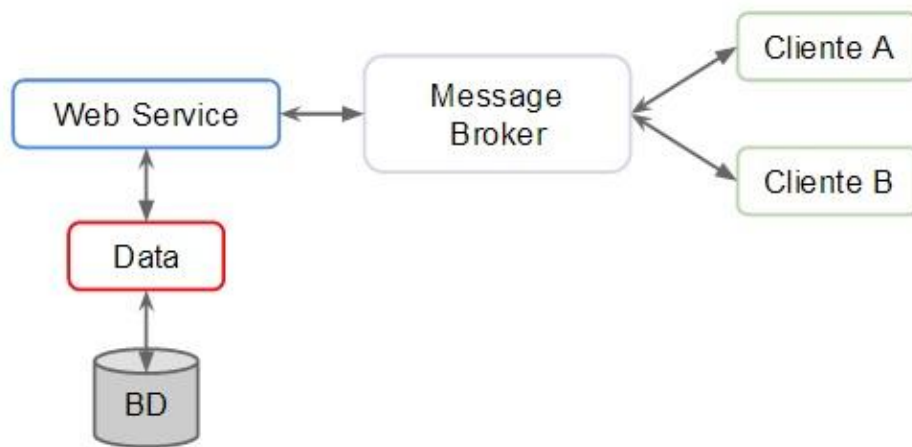 Cliente A
Web Service
Message
Broker
Cliente B
Data
BD